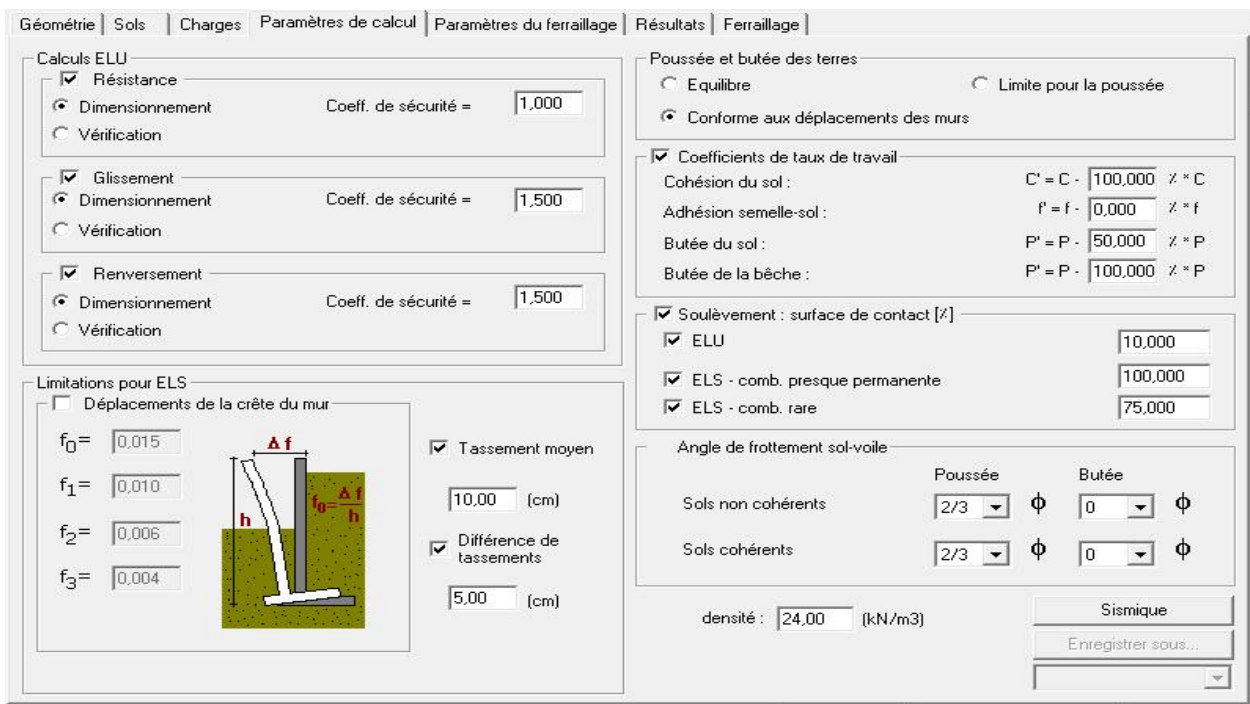 Géométrie Sols Charges Paramètres de calcul Paramètres du ferraillage Résultats Ferraillage
Calculs ELU
Résistance
Dimensionnement Coeff. de sécurité = 1,000
Vérification
Glissement
Dimensionnement Coeff. de sécurité = 1,500
Vérification
Renversement
Dimensionnement Coeff. de sécurité = 1,500
Vérification
Limitations pour ELS
Déplacements de la crête du mur
f0= 0,015
f1= 0,010
f2= 0,006
f3= 0,004
Δ f
h
f0= Δ f / h
Tassement moyen
10,00 (cm)
Différence de
tassements
5,00 (cm)
Poussée et butée des terres
Equilibre Limite pour la poussée
Conforme aux déplacements des murs
Coefficients de taux de travail
Cohésion du sol : C' = C - 100,000 % * C
Adhésion semelle-sol : f' = f - 0,000 % * f
Butée du sol : P' = P - 50,000 % * P
Butée de la bêche : P' = P - 100,000 % * P
Soulèvement : surface de contact [%]
ELU 10,000
ELS - comb. presque permanente 100,000
ELS - comb. rare 75,000
Angle de frottement sol-voile
Poussée Butée
Sols non cohérents 2/3 ϕ 0 ϕ
Sols cohérents 2/3 ϕ 0 ϕ
densité : 24,00 (kN/m3)
Sismique
Enregistrer sous...